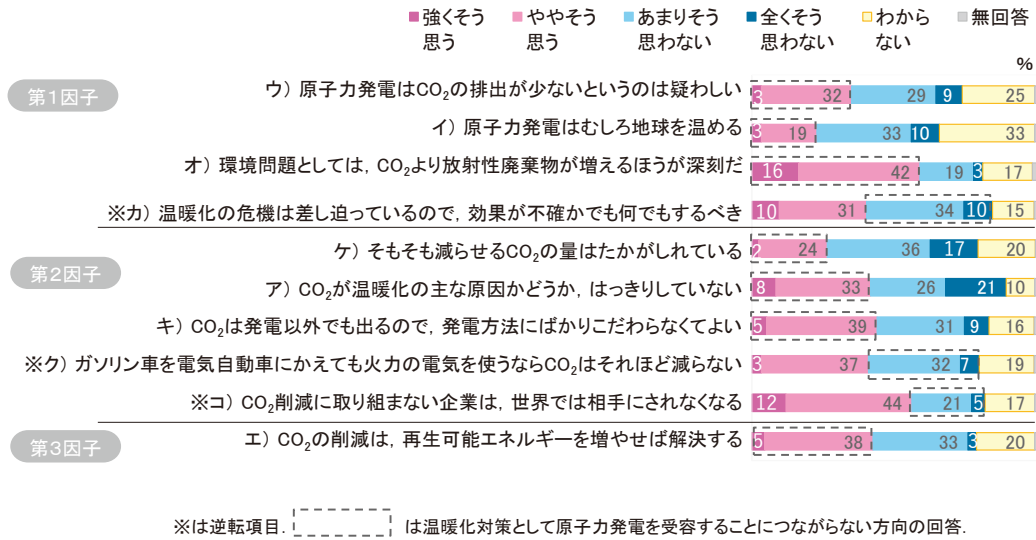 強くそう思う
ややそう思う
あまりそう思わない
全くそう思わない
わからない
無回答
%
第1因子
ウ）原子力発電はCO₂の排出が少ないというのは疑わしい
3 32 29 9 25
イ）原子力発電はむしろ地球を温める
3 19 33 10 33
オ）環境問題としては，CO₂より放射性廃棄物が増えるほうが深刻だ
16 42 19 3 17
※カ）温暖化の危機は差し迫っているので，効果が不確かでも何でもするべき
10 31 34 10 15
第2因子
ケ）そもそも減らせるCO₂の量はたかがしれている
2 24 36 17 20
ア）CO₂が温暖化の主な原因かどうか，はっきりしていない
8 33 26 21 10
キ）CO₂は発電以外でも出るので，発電方法にばかりこだわらなくてよい
5 39 31 9 16
※ク）ガソリン車を電気自動車にかえても火力の電気を使うならCO₂はそれほど減らない
3 37 32 7 19
※コ）CO₂削減に取り組まない企業は，世界では相手にされなくなる
12 44 21 5 17
第3因子
エ）CO₂の削減は，再生可能エネルギーを増やせば解決する
5 38 33 3 20
※は逆転項目． は温暖化対策として原子力発電を受容することにつながらない方向の回答．